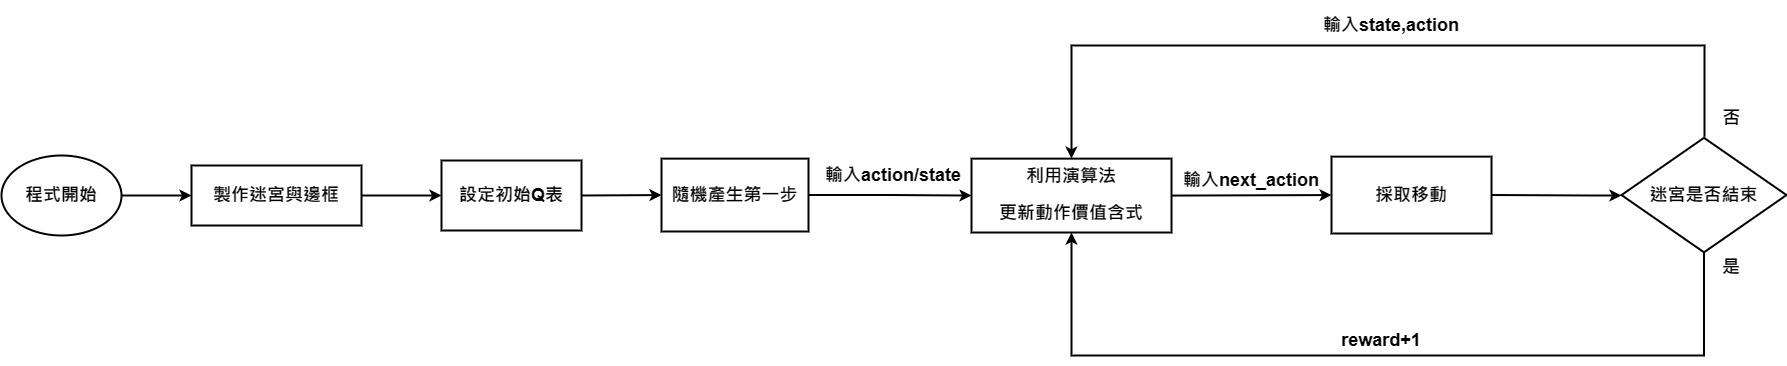 輸入state,action
否
程式開始
製作迷宮與邊框
設定初始Q表
隨機產生第一步
輸入action/state
利用演算法
更新動作價值含式
輸入next_action
採取移動
迷宮是否結束
是
reward+1